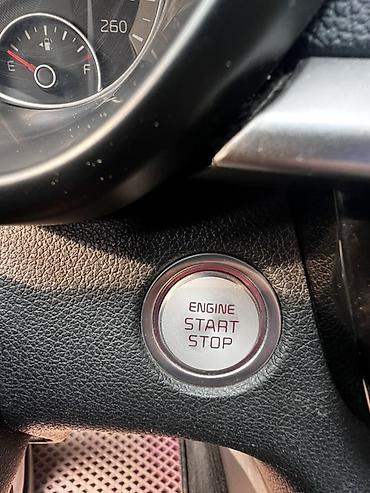 260
E F
ENGINE
START
STOP